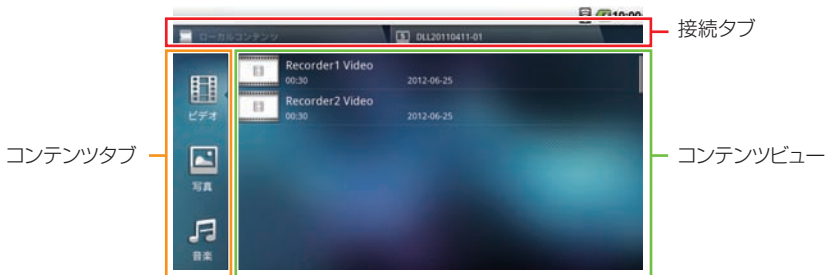 10:00
接続タブ
ローカルコンテンツ
DLL20110411-01
Recorder1 Video
00:30 2012-06-25
ビデオ
Recorder2 Video
00:30 2012-06-25
コンテンツタブ
コンテンツビュー
写真
音楽